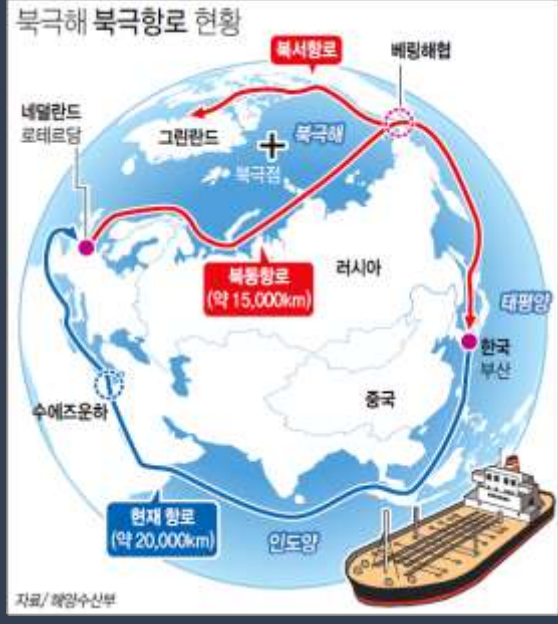 북극해 북극항로 현황
북서항로
베링해협
네덜란드
로테르담
그린란드
북극해
북극점
북동항로
(약 15,000km)
러시아
태평양
한국
부산
중국
수에즈운하
현재 항로
(약 20,000km)
인도양
자료/ 해양수산부